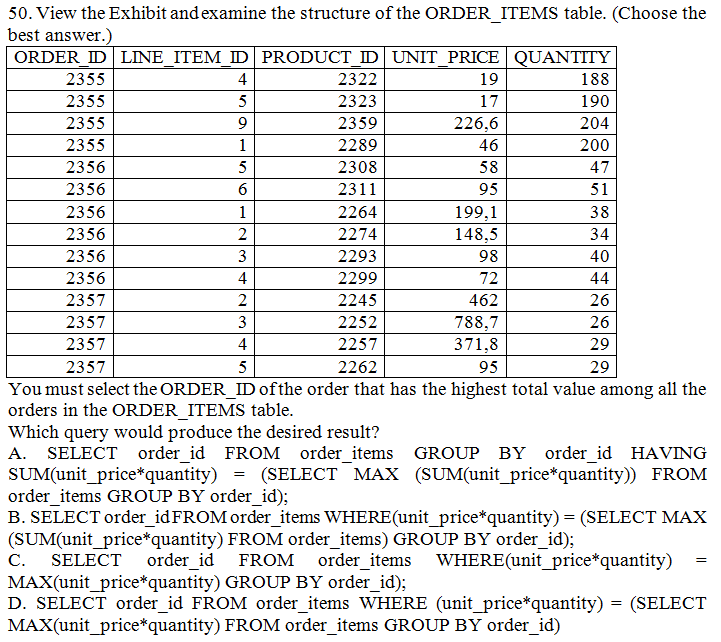 50. View the Exhibit and examine the structure of the ORDER_ITEMS table. (Choose the
best answer.)
ORDER_ID LINE_ITEM_ID PRODUCT_ID UNIT_PRICE QUANTITY
2355 4 2322 19 188
2355 5 2323 17 190
2355 9 2359 226,6 204
2355 1 2289 46 200
2356 5 2308 58 47
2356 6 2311 95 51
2356 1 2264 199,1 38
2356 2 2274 148,5 34
2356 3 2293 98 40
2356 4 2299 72 44
2357 2 2245 462 26
2357 3 2252 788,7 26
2357 4 2257 371,8 29
2357 5 2262 95 29
You must select the ORDER_ID of the order that has the highest total value among all the
orders in the ORDER_ITEMS table.
Which query would produce the desired result?
A. SELECT order_id FROM order_items GROUP BY order_id HAVING
SUM(unit_price*quantity) = (SELECT MAX (SUM(unit_price*quantity)) FROM
order_items GROUP BY order_id);
B. SELECT order_id FROM order_items WHERE(unit_price*quantity) = (SELECT MAX
(SUM(unit_price*quantity) FROM order_items) GROUP BY order_id);
C. SELECT order_id FROM order_items WHERE(unit_price*quantity) =
MAX(unit_price*quantity) GROUP BY order_id);
D. SELECT order_id FROM order_items WHERE (unit_price*quantity) = (SELECT
MAX(unit_price*quantity) FROM order_items GROUP BY order_id)